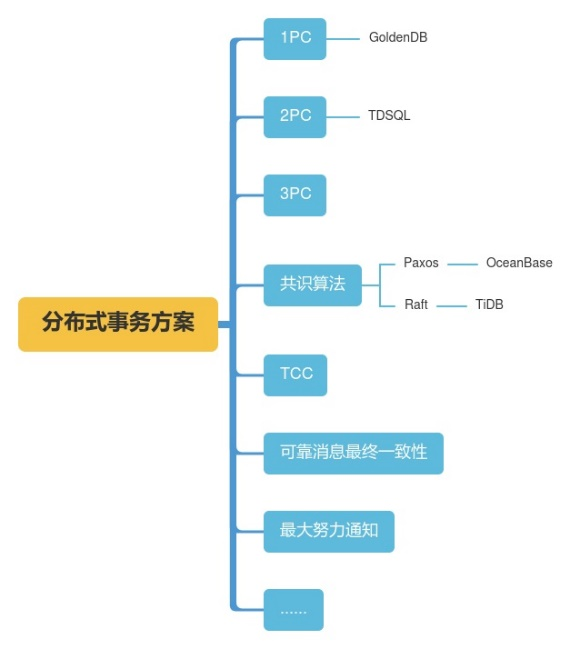 1PC
GoldenDB
2PC
TDSQL
3PC
共识算法
Paxos
OceanBase
Raft
TiDB
分布式事务方案
TCC
可靠消息最终一致性
最大努力通知
......